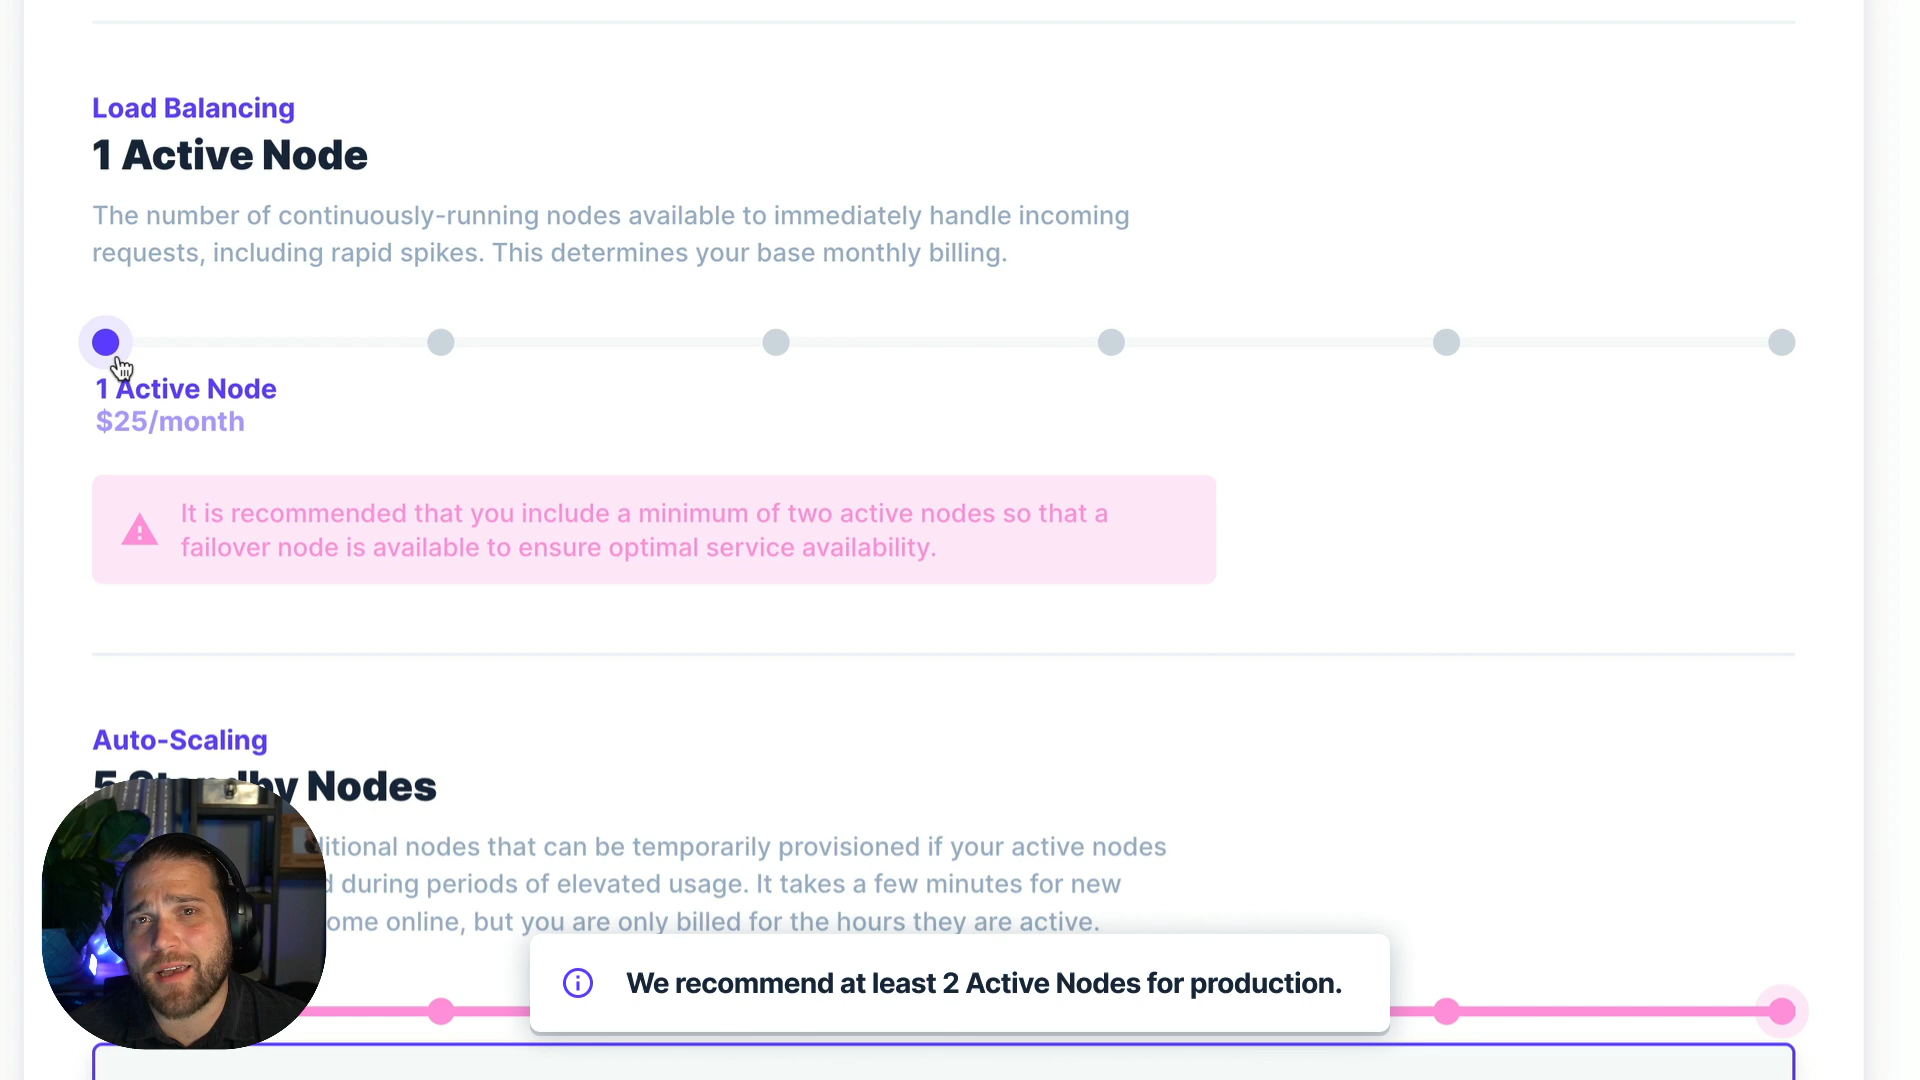 Load Balancing
1 Active Node
The number of continuously-running nodes available to immediately handle incoming
requests, including rapid spikes. This determines your base monthly billing.
1 Active Node
$25/month
It is recommended that you include a minimum of two active nodes so that a
failover node is available to ensure optimal service availability.
Auto-Scaling
5 Standby Nodes
nodes that can be temporarily provisioned if your active nodes
during periods of elevated usage. It takes a few minutes for new
online, but you are only billed for the hours they are active.
We recommend at least 2 Active Nodes for production.